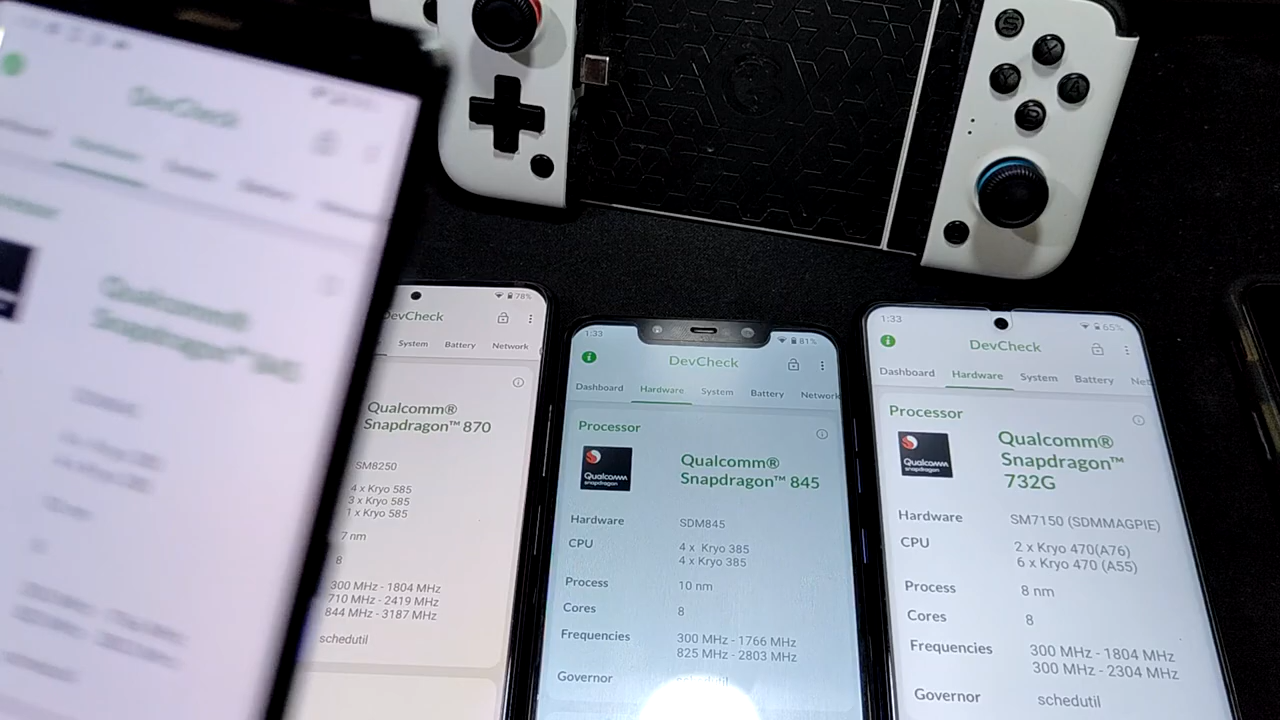 DevCheck
Qualcomm®
Snapdragon™ 845
78%
DevCheck
System Battery Network
Qualcomm®
Snapdragon™ 870
SM8250
4 x Kryo 585
3 x Kryo 585
1 x Kryo 585
7 nm
8
300 MHz - 1804 MHz
710 MHz - 2419 MHz
844 MHz - 3187 MHz
schedutil
1:33 81%
DevCheck
Dashboard Hardware System Battery Network
Processor
Qualcomm
snapdragon
Qualcomm®
Snapdragon™ 845
Hardware SDM845
CPU 4 x Kryo 385
4 x Kryo 385
Process 10 nm
Cores 8
Frequencies 300 MHz - 1766 MHz
825 MHz - 2803 MHz
Governor
1:33 65%
DevCheck
Dashboard Hardware System Battery Net
Processor
Qualcomm
snapdragon
Qualcomm®
Snapdragon™
732G
Hardware SM7150 (SDMMAGPIE)
CPU 2 x Kryo 470(A76)
6 x Kryo 470 (A55)
Process 8 nm
Cores 8
Frequencies 300 MHz - 1804 MHz
300 MHz - 2304 MHz
Governor schedutil
S
X
Y
A